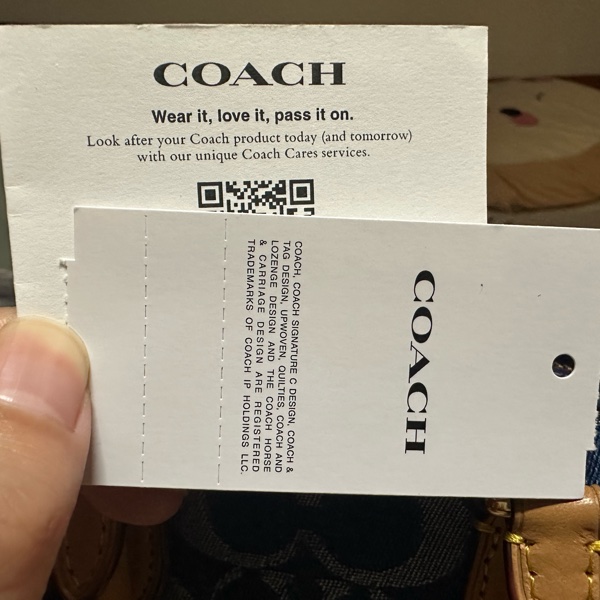 COACH
Wear it, love it, pass it on.
Look after your Coach product today (and tomorrow)
with our unique Coach Cares services.
COACH, COACH SIGNATURE C DESIGN, COACH &
TAG DESIGN, UPWOVEN, QUILTIES, COACH AND
LOZENGE DESIGN AND THE COACH HORSE
& CARRIAGE DESIGN ARE REGISTERED
TRADEMARKS OF COACH IP HOLDINGS LLC.
COACH